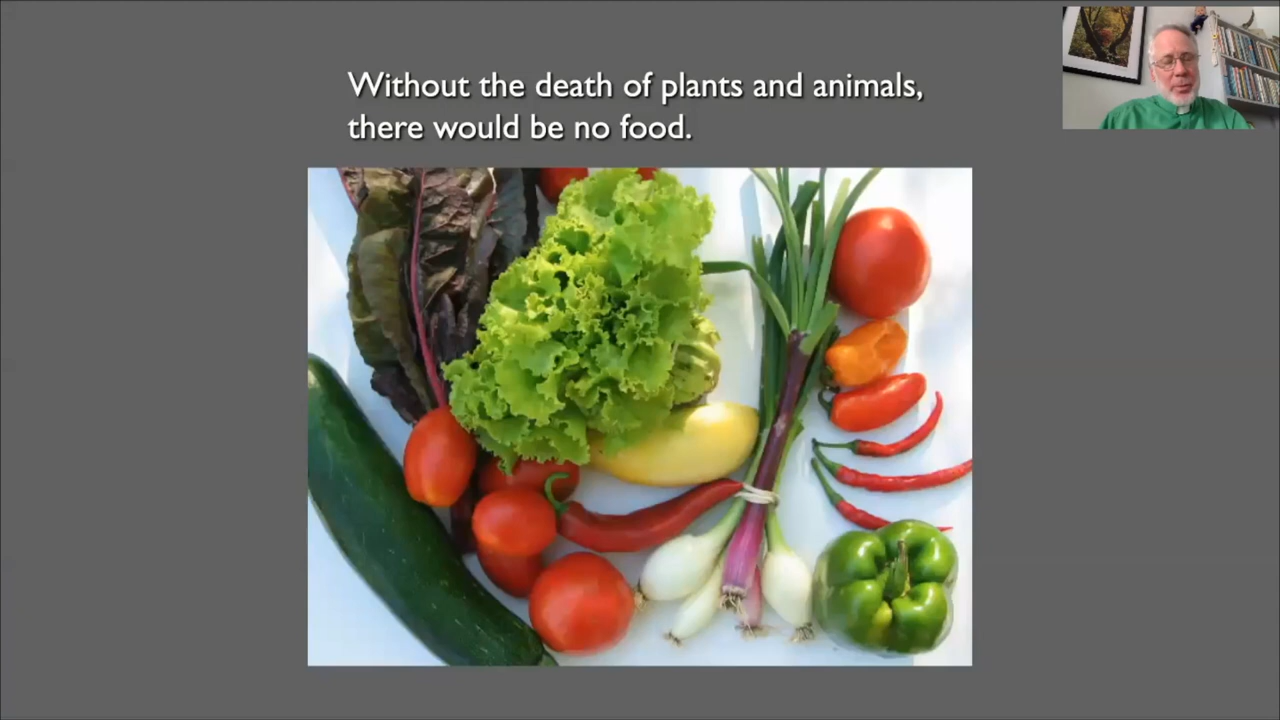 Without the death of plants and animals,
there would be no food.